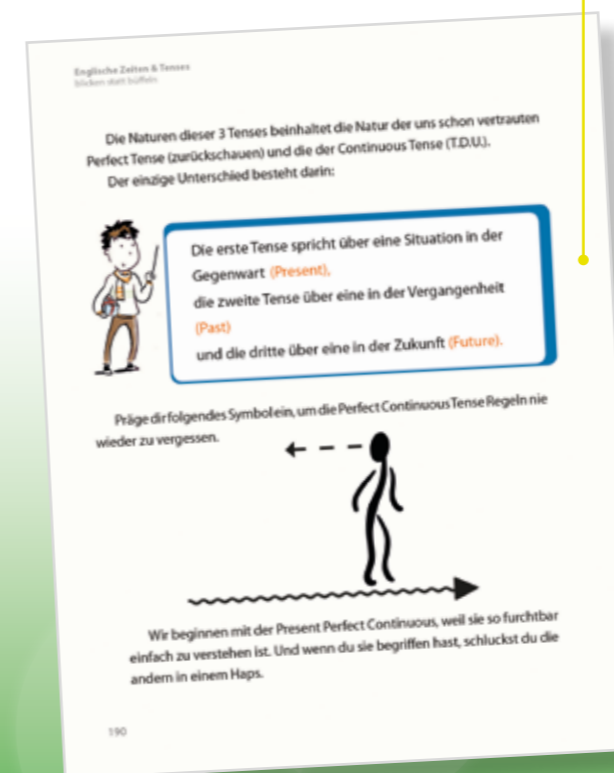 Englische Zeiten & Tenses
blicken statt büffeln
Die Naturen dieser 3 Tenses beinhaltet die Natur der uns schon vertrauten
Perfect Tense (zurückschauen) und die der Continuous Tense (T.D.U.).
Der einzige Unterschied besteht darin:
Die erste Tense spricht über eine Situation in der
Gegenwart (Present),
die zweite Tense über eine in der Vergangenheit
(Past)
und die dritte über eine in der Zukunft (Future).
Präge dir folgendes Symbol ein, um die Perfect Continuous Tense Regeln nie
wieder zu vergessen.
Wir beginnen mit der Present Perfect Continuous, weil sie so furchtbar
einfach zu verstehen ist. Und wenn du sie begriffen hast, schluckst du die
andern in einem Haps.
190